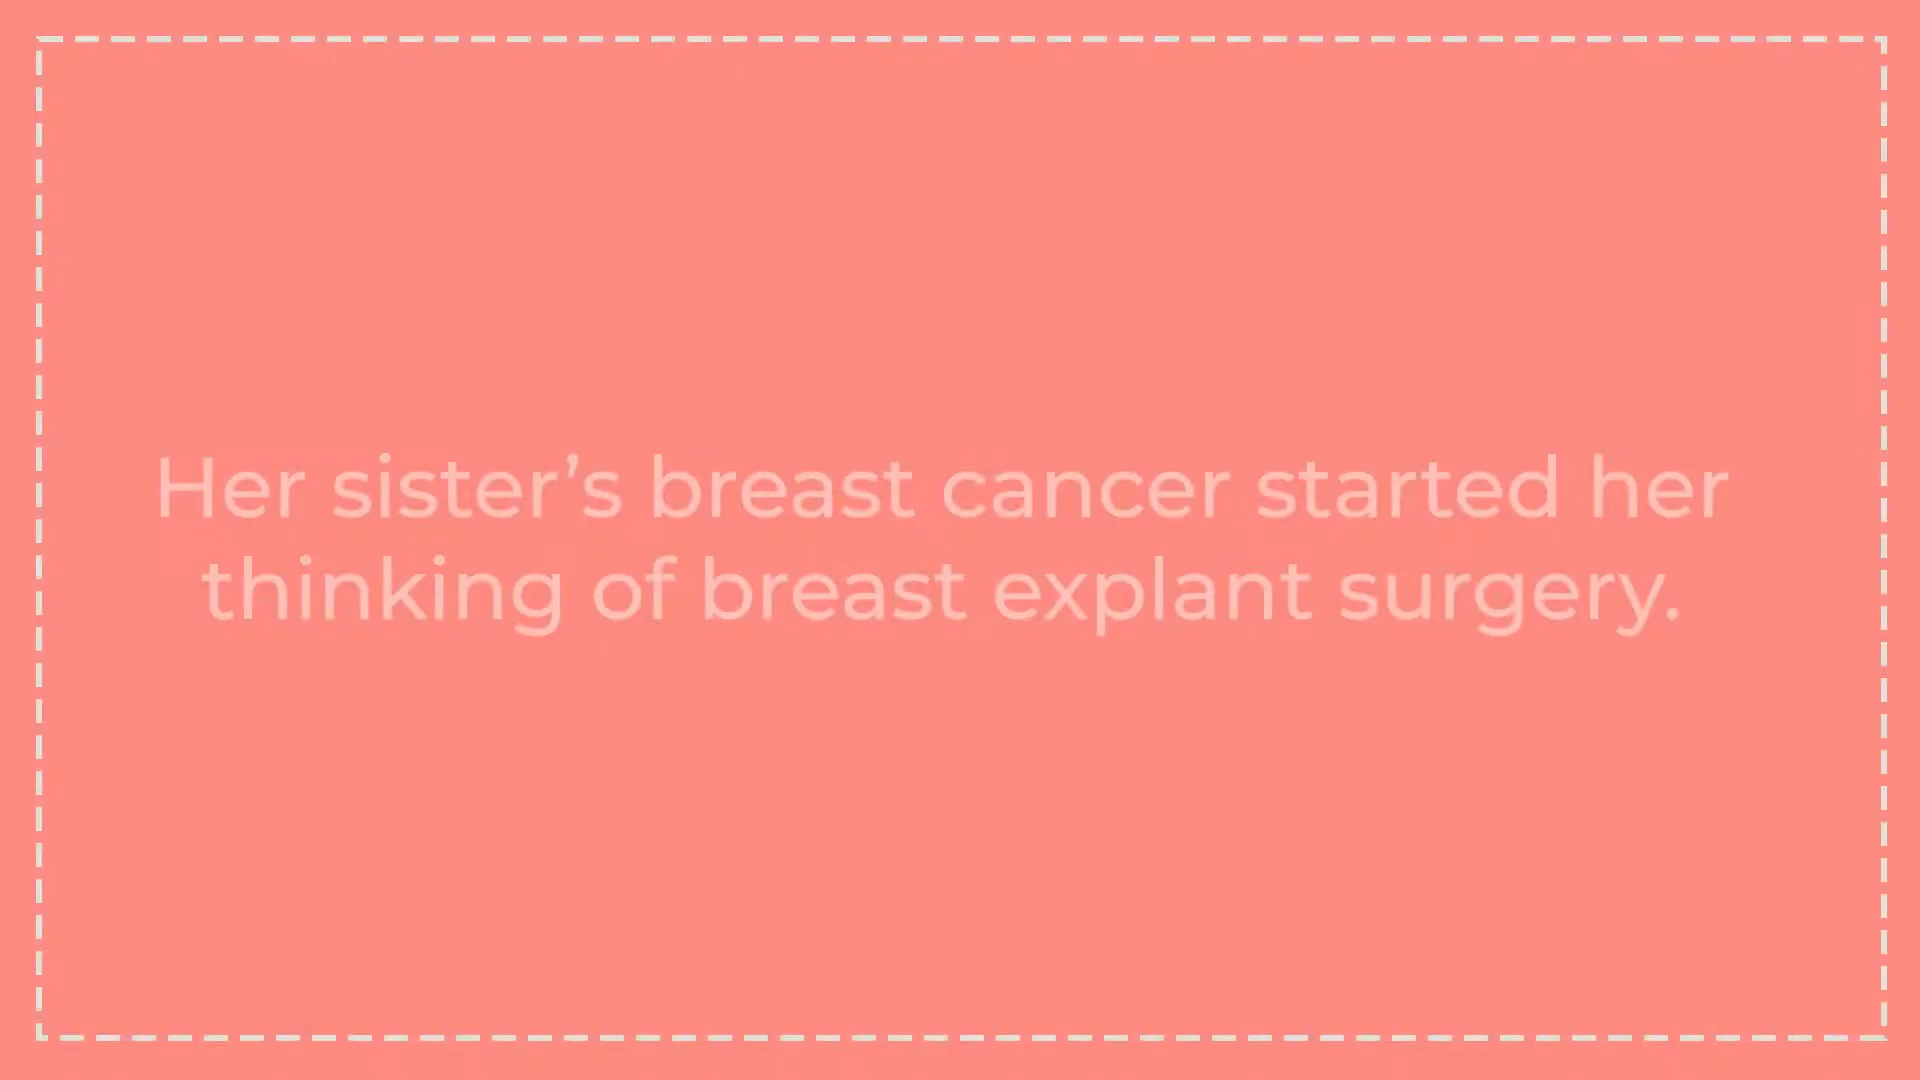 Her sister’s breast cancer started her
thinking of breast explant surgery.